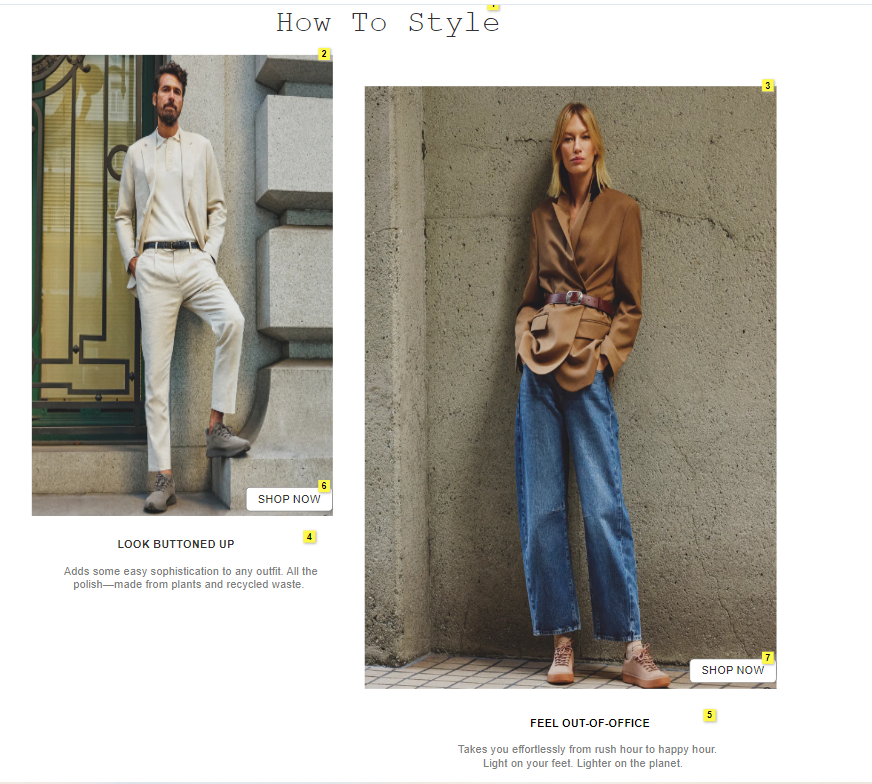 1
How To Style
2
3
6
SHOP NOW
4
LOOK BUTTONED UP
Adds some easy sophistication to any outfit. All the
polish—made from plants and recycled waste.
7
SHOP NOW
5
FEEL OUT-OF-OFFICE
Takes you effortlessly from rush hour to happy hour.
Light on your feet. Lighter on the planet.